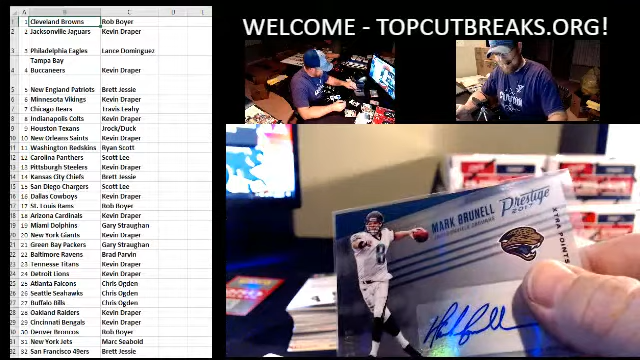 WELCOME - TOPCUTBREAKS.ORG!
A B C D E
1 Cleveland Browns Rob Boyer
2 Jacksonville Jaguars Kevin Draper
3 Philadelphia Eagles Lance Dominguez
Tampa Bay
4 Buccaneers Kevin Draper
5 New England Patriots Brett Jessie
6 Minnesota Vikings Kevin Draper
7 Chicago Bears Travis Leahy
8 Indianapolis Colts Kevin Draper
9 Houston Texans Jrock/Duck
10 New Orleans Saints Kevin Draper
11 Washington Redskins Ryan Scott
12 Carolina Panthers Scott Lee
13 Pittsburgh Steelers Kevin Draper
14 Kansas City Chiefs Brett Jessie
15 San Diego Chargers Scott Lee
16 Dallas Cowboys Kevin Draper
17 St. Louis Rams Rob Boyer
18 Arizona Cardinals Kevin Draper
19 Miami Dolphins Gary Straughan
20 New York Giants Kevin Draper
21 Green Bay Packers Gary Straughan
22 Baltimore Ravens Brad Parvin
23 Tennessee Titans Kevin Draper
24 Detroit Lions Kevin Draper
25 Atlanta Falcons Chris Ogden
26 Seattle Seahawks Chris Ogden
27 Buffalo Bills Chris Ogden
28 Oakland Raiders Kevin Draper
29 Cincinnati Bengals Kevin Draper
30 Denver Broncos Rob Boyer
31 New York Jets Marc Seabold
32 San Francisco 49ers Brett Jessie
MARK BRUNELL
JACKSONVILLE JAGUARS
Prestige
XTRA POINTS